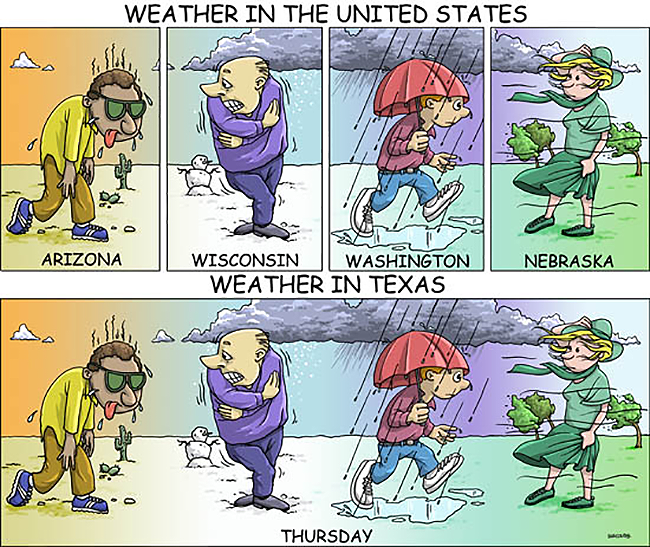 WEATHER IN THE UNITED STATES
ARIZONA
WISCONSIN
WASHINGTON
NEBRASKA
WEATHER IN TEXAS
THURSDAY